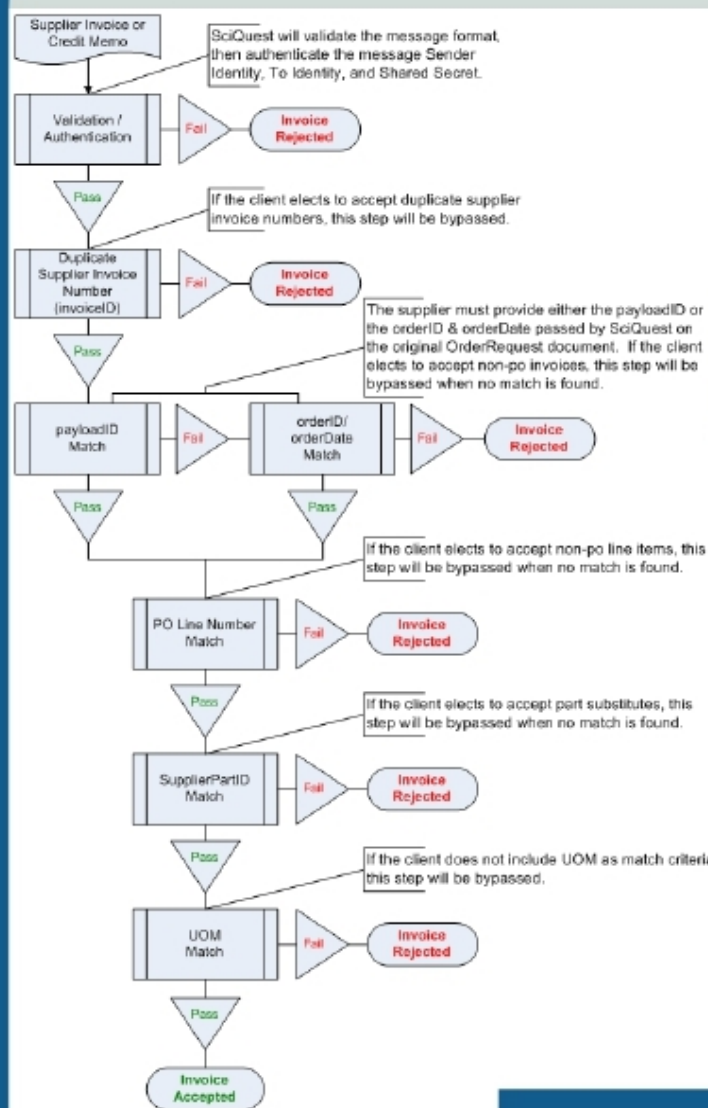 Supplier Invoice or
Credit Memo
SciQuest will validate the message format,
then authenticate the message Sender
Identity, To Identity, and Shared Secret.
Validation /
Authentication
Fail
Invoice
Rejected
Pass
If the client elects to accept duplicate supplier
invoice numbers, this step will be bypassed.
Duplicate
Supplier Invoice
Number
(invoiceID)
Fail
Invoice
Rejected
Pass
The supplier must provide either the payloadID or
the orderID & orderDate passed by SciQuest on
the original OrderRequest document. If the client
elects to accept non-po invoices, this step will be
bypassed when no match is found.
payloadID
Match
Fail
orderID/
orderDate
Match
Fail
Invoice
Rejected
Pass
Pass
If the client elects to accept non-po line items, this
step will be bypassed when no match is found.
PO Line Number
Match
Fail
Invoice
Rejected
Pass
If the client elects to accept part substitutes, this
step will be bypassed when no match is found.
SupplierPartID
Match
Fail
Invoice
Rejected
Pass
If the client does not include UOM as match criteria
this step will be bypassed.
UOM
Match
Fail
Invoice
Rejected
Pass
Invoice
Accepted